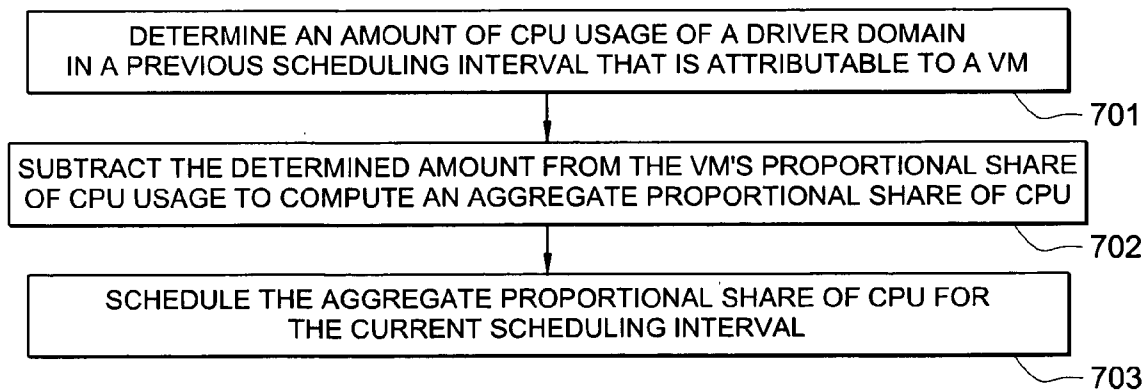 DETERMINE AN AMOUNT OF CPU USAGE OF A DRIVER DOMAIN
IN A PREVIOUS SCHEDULING INTERVAL THAT IS ATTRIBUTABLE TO A VM
701
SUBTRACT THE DETERMINED AMOUNT FROM THE VM'S PROPORTIONAL SHARE
OF CPU USAGE TO COMPUTE AN AGGREGATE PROPORTIONAL SHARE OF CPU
702
SCHEDULE THE AGGREGATE PROPORTIONAL SHARE OF CPU FOR
THE CURRENT SCHEDULING INTERVAL
703